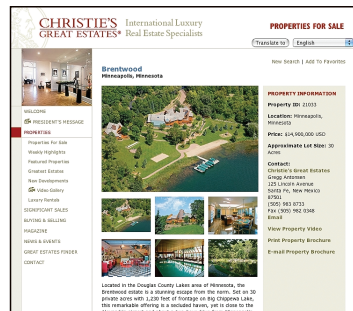 CHRISTIE'S
GREAT ESTATES®
International Luxury
Real Estate Specialists
PROPERTIES FOR SALE
Translate to
English
New Search | Add To Favorites
Brentwood
Minneapolis, Minnesota
WELCOME
PRESIDENT'S MESSAGE
PROPERTIES
Properties For Sale
Weekly Highlights
Featured Properties
Greatest Estates
New Developments
Video Gallery
Luxury Rentals
SIGNIFICANT SALES
BUYING & SELLING
MAGAZINE
NEWS & EVENTS
GREAT ESTATES FINDER
CONTACT
PROPERTY INFORMATION
Property ID: 21033
Location: Minneapolis,
Minnesota
Price: $14,900,000 USD
Approximate Lot Size: 30
Acres
Contact:
Christie's Great Estates
Gregg Antonsen
125 Lincoln Avenue
Santa Fe, New Mexico
87501
(505) 983 8733
Fax (505) 982 0348
Email
View Property Video
Print Property Brochure
E-mail Property Brochure
Located in the Douglas County Lakes area of Minnesota, the
Brentwood estate is a stunning escape from the norm. Set on 30
private acres with 1,230 feet of frontage on Big Chippewa Lake,
this remarkable offering is a secluded haven, yet is close to the